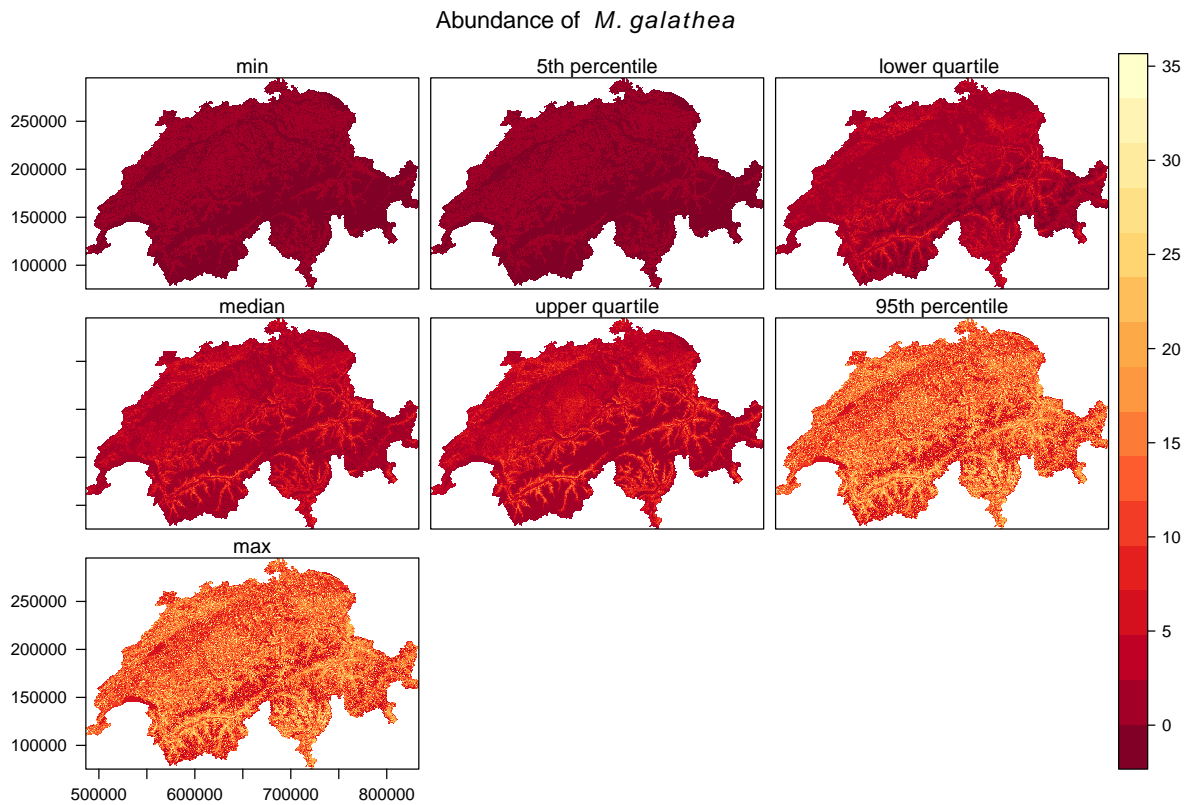 Abundance of M. galathea
min
5th percentile
lower quartile
250000
200000
150000
100000
median
upper quartile
95th percentile
max
250000
200000
150000
100000
500000
600000
700000
800000
35
30
25
20
15
10
5
0